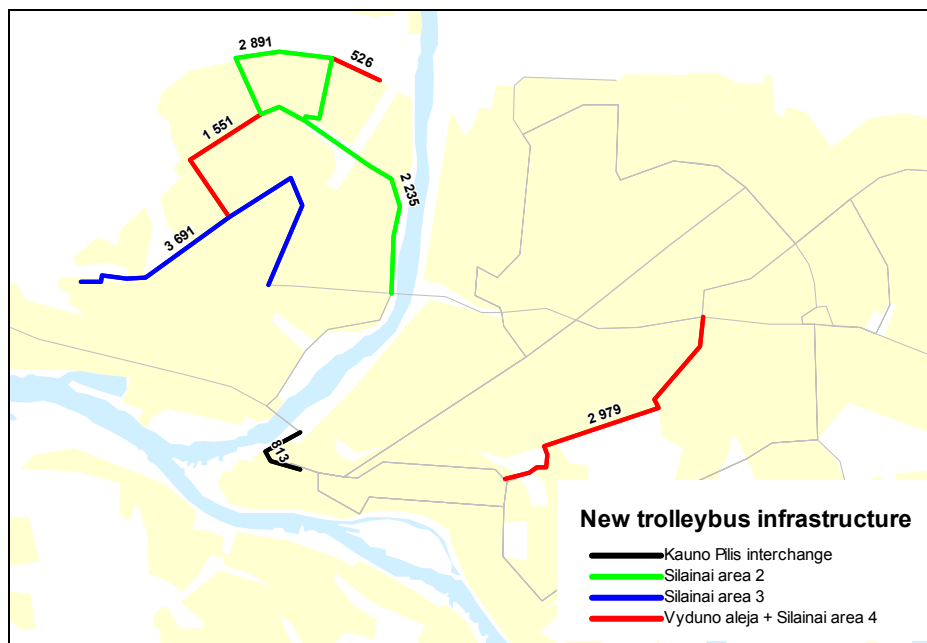 2 891
526
1 551
2 235
3 691
2 979
813
New trolleybus infrastructure
Kauno Pilis interchange
Silainai area 2
Silainai area 3
Vyduno aleja + Silainai area 4